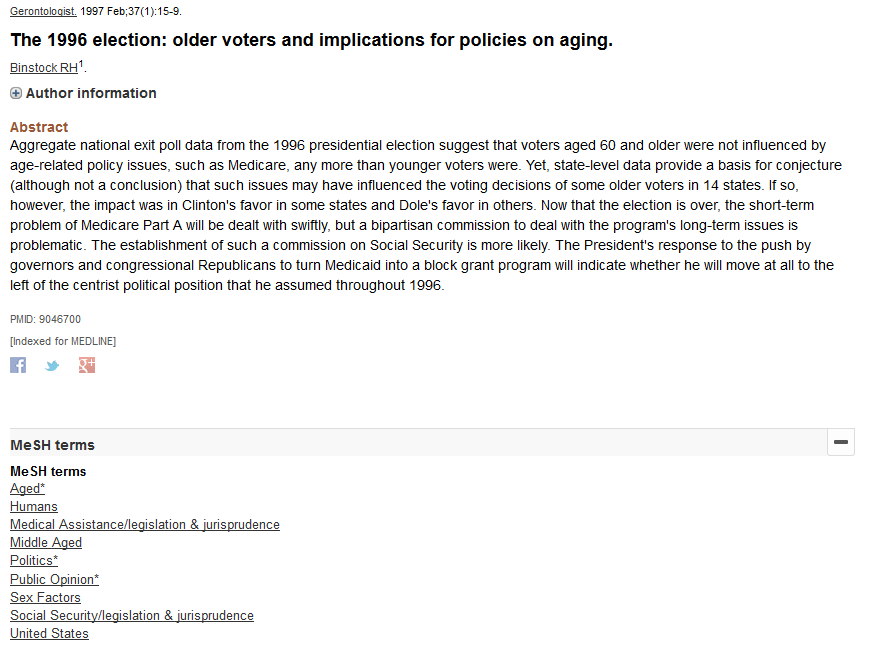 Gerontologist. 1997 Feb;37(1):15-9.
The 1996 election: older voters and implications for policies on aging.
Binstock RH1.
Author information
Abstract
Aggregate national exit poll data from the 1996 presidential election suggest that voters aged 60 and older were not influenced by
age-related policy issues, such as Medicare, any more than younger voters were. Yet, state-level data provide a basis for conjecture
(although not a conclusion) that such issues may have influenced the voting decisions of some older voters in 14 states. If so,
however, the impact was in Clinton's favor in some states and Dole's favor in others. Now that the election is over, the short-term
problem of Medicare Part A will be dealt with swiftly, but a bipartisan commission to deal with the program's long-term issues is
problematic. The establishment of such a commission on Social Security is more likely. The President's response to the push by
governors and congressional Republicans to turn Medicaid into a block grant program will indicate whether he will move at all to the
left of the centrist political position that he assumed throughout 1996.
PMID: 9046700
[Indexed for MEDLINE]
MeSH terms
MeSH terms
Aged*
Humans
Medical Assistance/legislation & jurisprudence
Middle Aged
Politics*
Public Opinion*
Sex Factors
Social Security/legislation & jurisprudence
United States